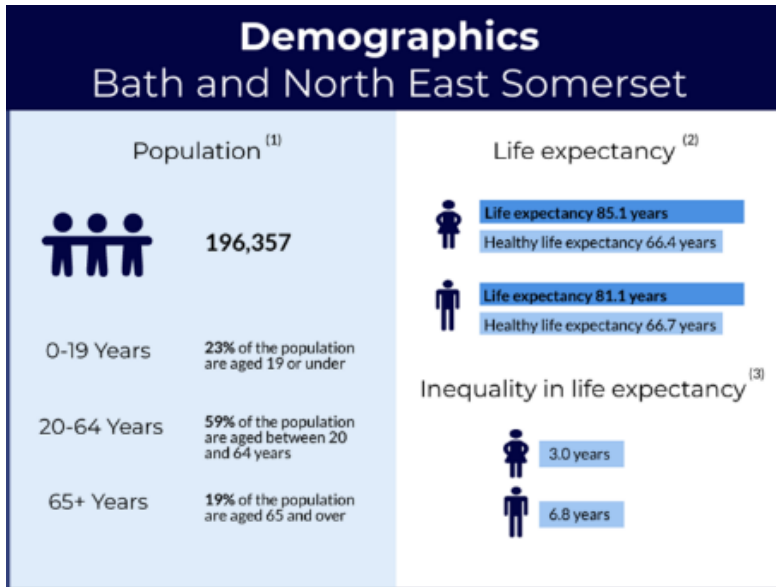 Demographics
Bath and North East Somerset
Population (1)
196,357
0-19 Years
23% of the population
are aged 19 or under
20-64 Years
59% of the population
are aged between 20
and 64 years
65+ Years
19% of the population
are aged 65 and over
Life expectancy (2)
Life expectancy 85.1 years
Healthy life expectancy 66.4 years
Life expectancy 81.1 years
Healthy life expectancy 66.7 years
Inequality in life expectancy (3)
3.0 years
6.8 years